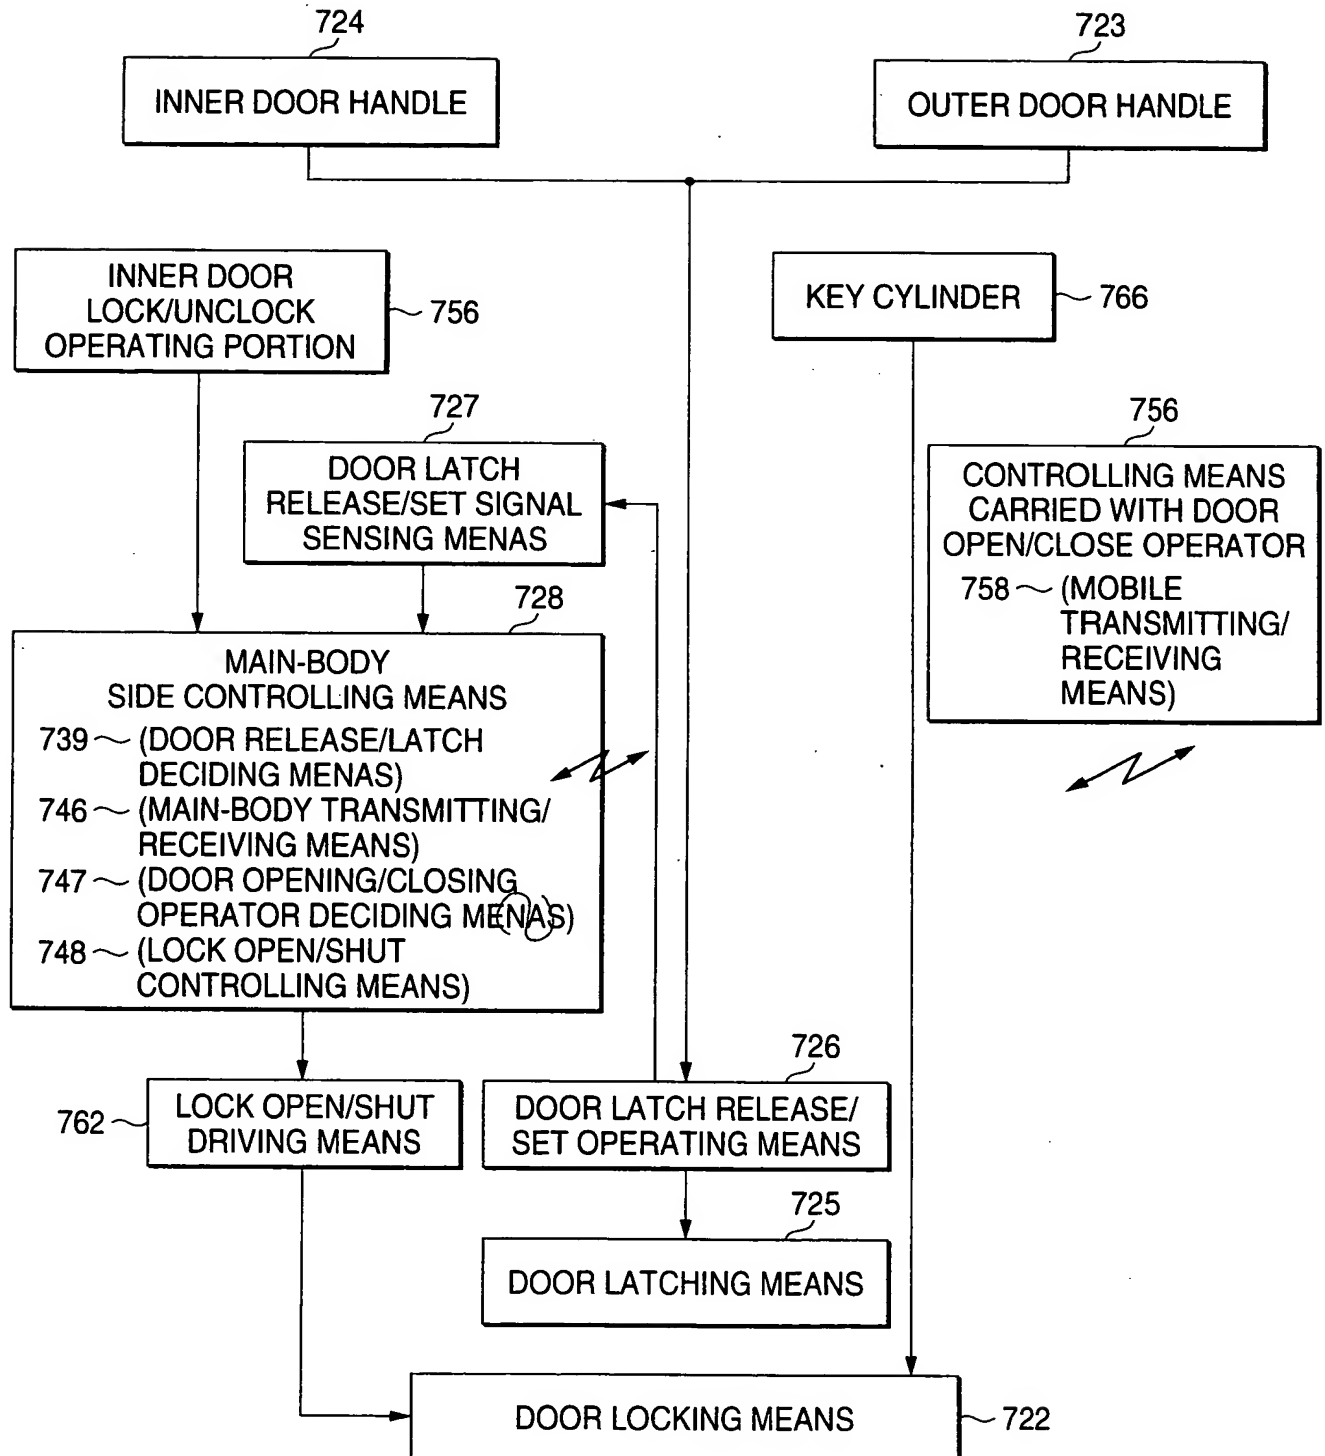 724
INNER DOOR HANDLE
723
OUTER DOOR HANDLE
INNER DOOR
LOCK/UNCLOCK
OPERATING PORTION
756
KEY CYLINDER
766
727
DOOR LATCH
RELEASE/SET SIGNAL
SENSING MENAS
756
CONTROLLING MEANS
CARRIED WITH DOOR
OPEN/CLOSE OPERATOR
758 (MOBILE
TRANSMITTING/
RECEIVING
MEANS)
728
MAIN-BODY
SIDE CONTROLLING MEANS
739 (DOOR RELEASE/LATCH
DECIDING MENAS)
746 (MAIN-BODY TRANSMITTING/
RECEIVING MEANS)
747 (DOOR OPENING/CLOSING
OPERATOR DECIDING MENAS)
748 (LOCK OPEN/SHUT
CONTROLLING MEANS)
762
LOCK OPEN/SHUT
DRIVING MEANS
726
DOOR LATCH RELEASE/
SET OPERATING MEANS
725
DOOR LATCHING MEANS
DOOR LOCKING MEANS
722